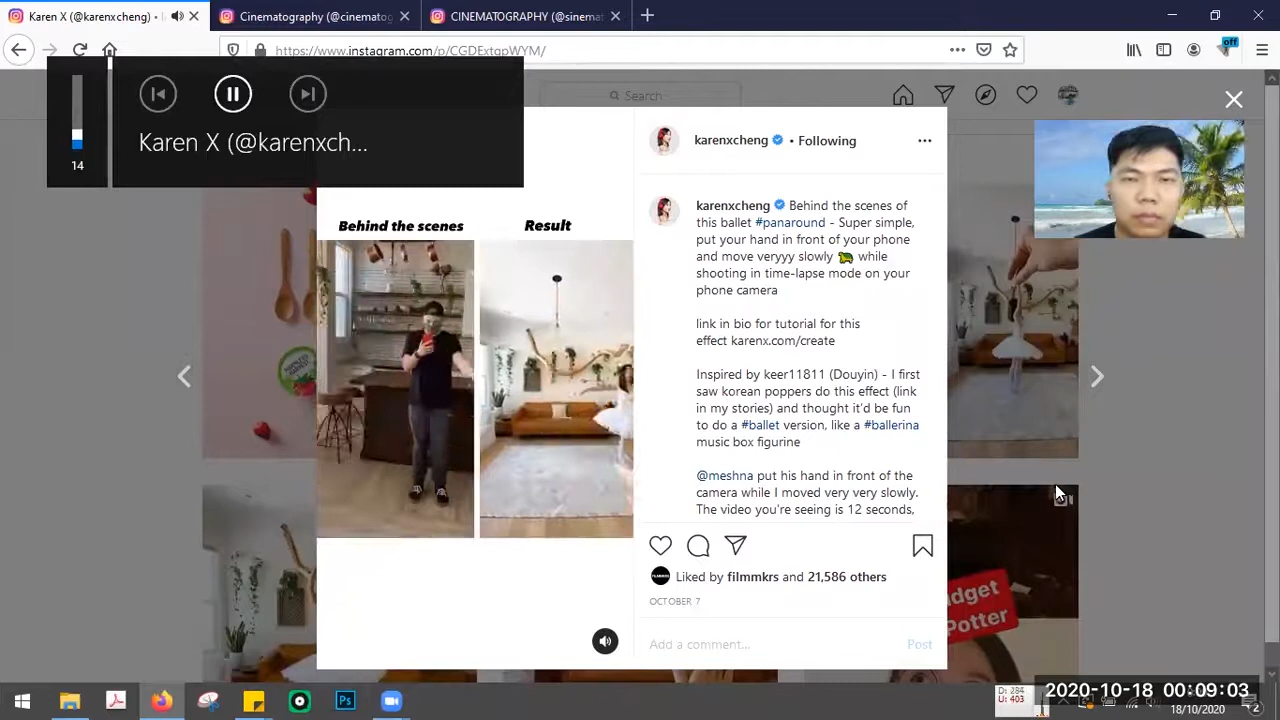 Karen X (@karenxcheng) •
Cinematography (@cinematog
CINEMATOGRAPHY (@sinemat
off
https://www.instagram.com/p/CGDExtqpWYM/
Search
14
Karen X (@karenxch...
karenxcheng • Following
Behind the scenes
Result
karenxcheng Behind the scenes of
this ballet #panaround - Super simple,
put your hand in front of your phone
and move veryyy slowly 🐢 while
shooting in time-lapse mode on your
phone camera
link in bio for tutorial for this
effect karenx.com/create
Inspired by keer11811 (Douyin) - I first
saw korean poppers do this effect (link
in my stories) and thought it'd be fun
to do a #ballet version, like a #ballerina
music box figurine
@meshna put his hand in front of the
camera while I moved very very slowly.
The video you're seeing is 12 seconds,
Liked by filmmkrs and 21,586 others
OCTOBER 7
Add a comment...
Post
dget
Potter
D: 284
U: 403
2020-10-18 00:09:03
18/10/2020
2